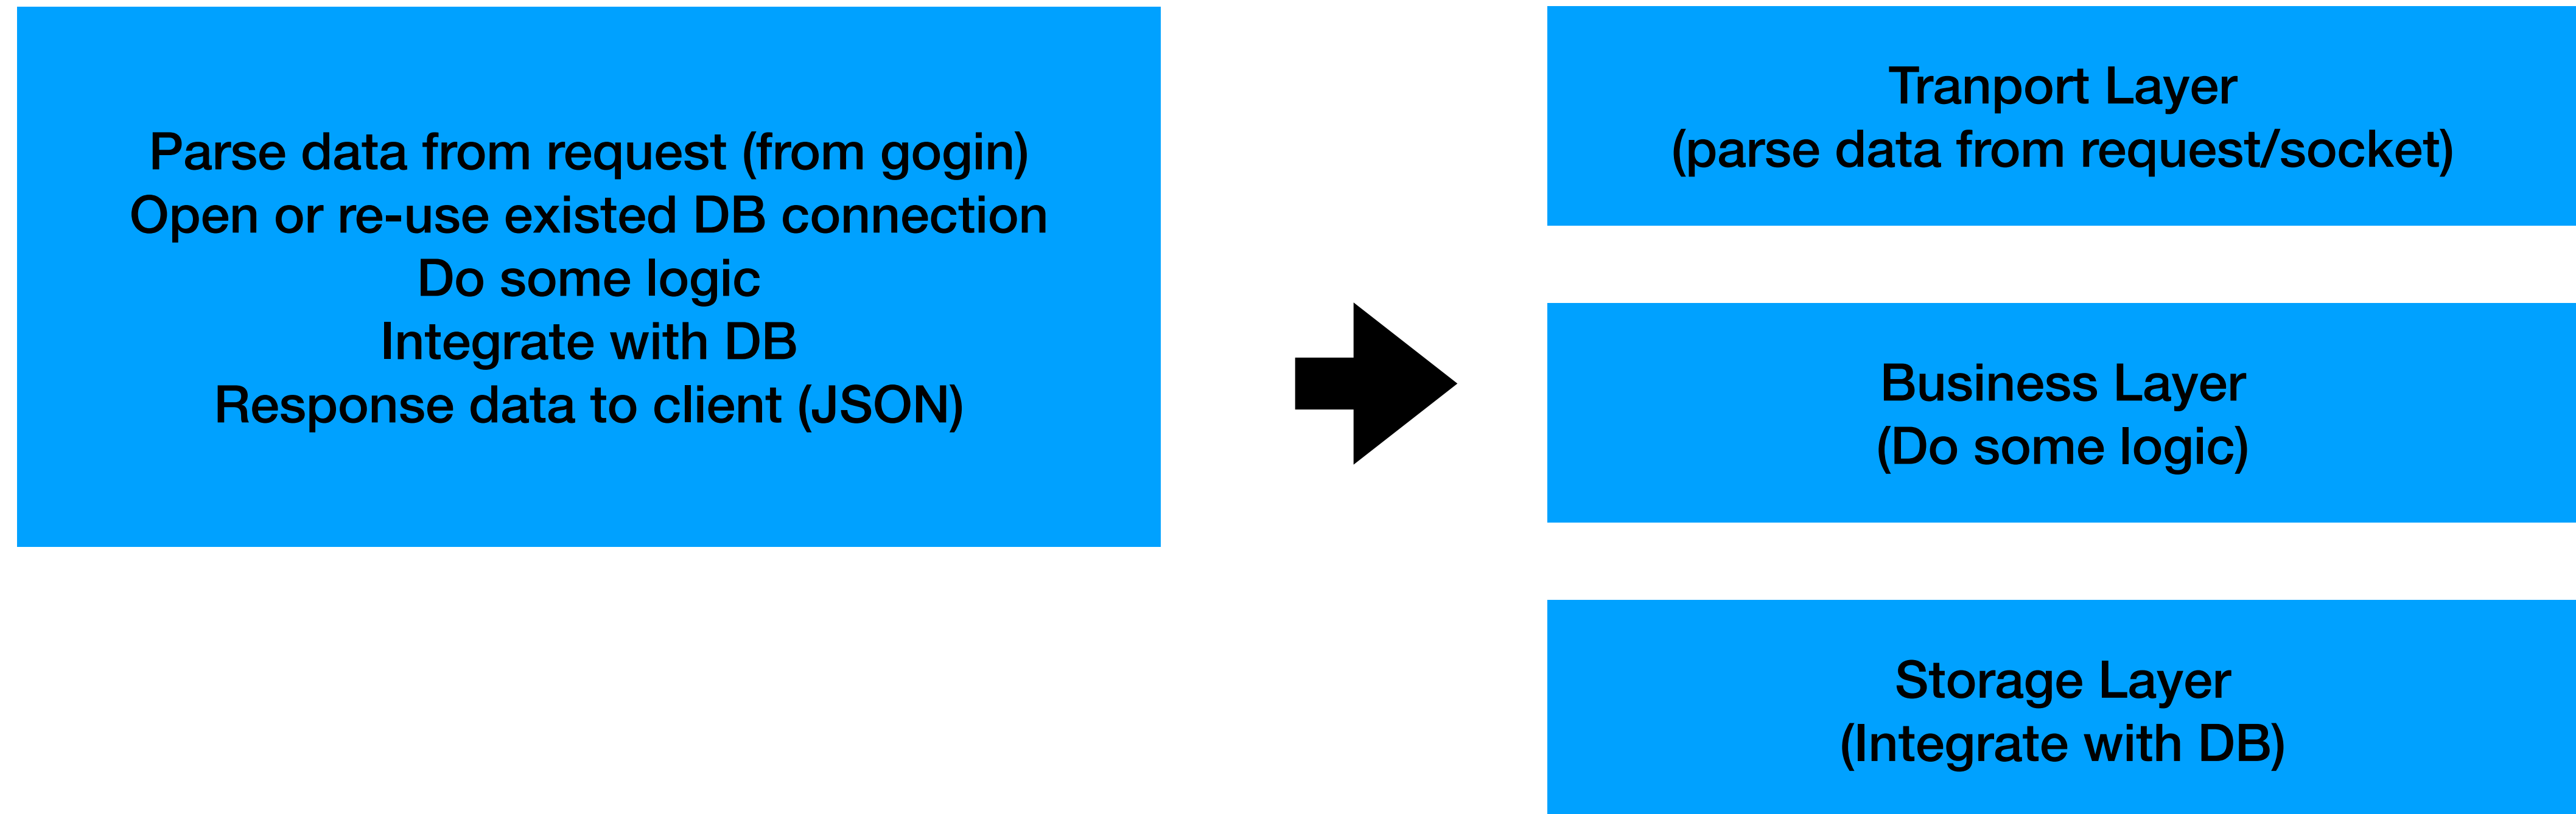 Parse data from request (from gogin)
Open or re-use existed DB connection
Do some logic
Integrate with DB
Response data to client (JSON)
Tranport Layer
(parse data from request/socket)
Business Layer
(Do some logic)
Storage Layer
(Integrate with DB)